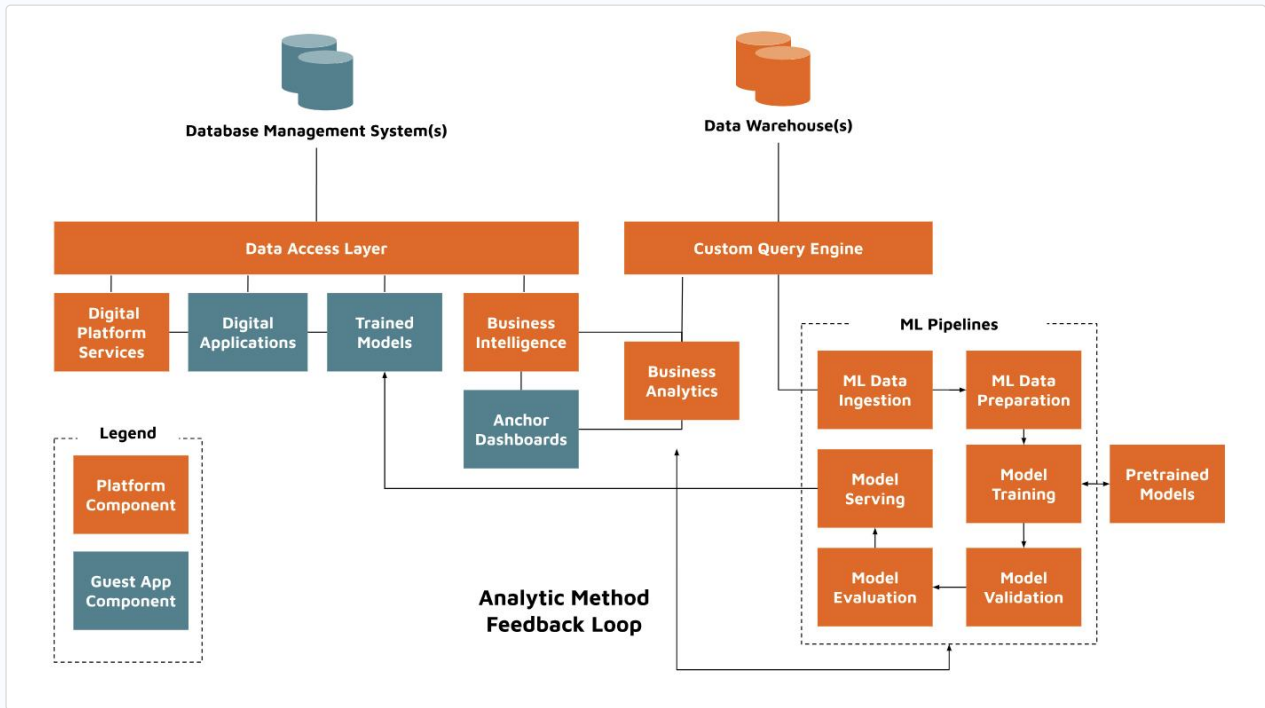 Database Management System(s)
Data Warehouse(s)
Data Access Layer
Custom Query Engine
Digital
Platform
Services
Digital
Applications
Trained
Models
Business
Intelligence
Business
Analytics
Anchor
Dashboards
ML Pipelines
ML Data
Ingestion
ML Data
Preparation
Model
Serving
Model
Training
Pretrained
Models
Model
Evaluation
Model
Validation
Legend
Platform
Component
Guest App
Component
Analytic Method
Feedback Loop